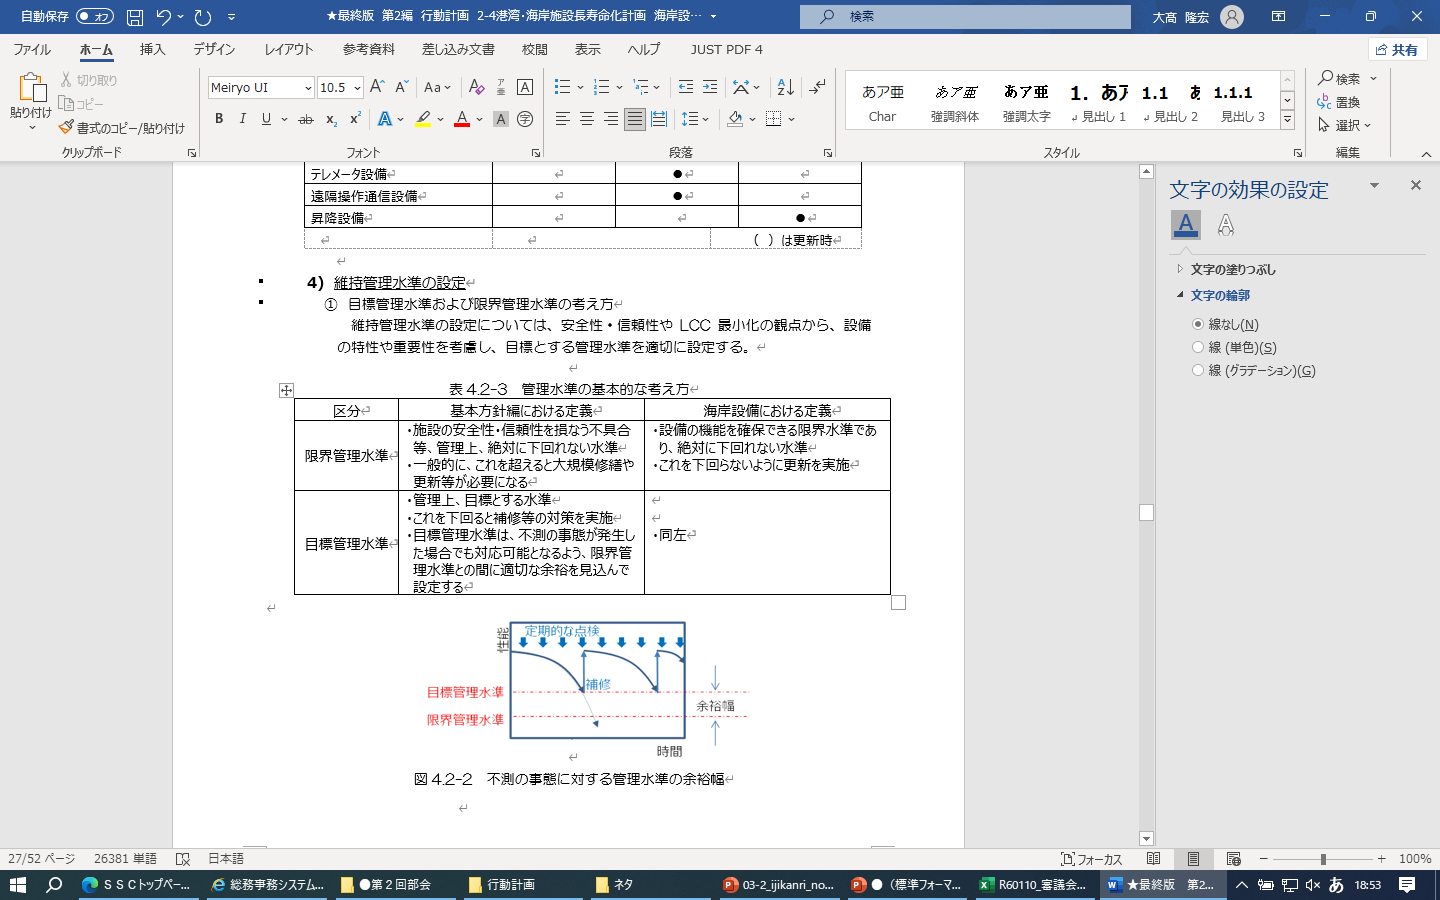 自動保存 オフ ★最終版 第2編 行動計画 2-4港湾・海岸施設長寿命化計画 海岸設… 検索 大高 隆宏
ファイル ホーム 挿入 デザイン レイアウト 参考資料 差し込み文書 校閲 表示 ヘルプ JUST PDF 4 共有
貼り付け 切り取り コピー 書式のコピー/貼り付け
Meiryo UI 10.5
あア亜 あア亜 あア亜 1. あア 1.1 あ 1.1.1
Char 強調斜体 強調太字 見出し 1 見出し 2 見出し 3
検索 置換 選択
クリップボード フォント 段落 スタイル 編集
テレメータ設備 ●
遠隔操作通信設備 ●
昇降設備 ●
( )は更新時
4) 維持管理水準の設定
① 目標管理水準および限界管理水準の考え方
維持管理水準の設定については、安全性・信頼性や LCC 最小化の観点から、設備
の特性や重要性を考慮し、目標とする管理水準を適切に設定する。
表 4.2-3 管理水準の基本的な考え方
区分 基本方針編における定義 海岸設備における定義
限界管理水準
・施設の安全性・信頼性を損なう不具合
等、管理上、絶対に下回れない水準
・一般的に、これを超えると大規模修繕や
更新等が必要になる
・設備の機能を確保できる限界水準であ
り、絶対に下回れない水準
・これを下回らないように更新を実施
目標管理水準
・管理上、目標とする水準
・これを下回ると補修等の対策を実施
・目標管理水準は、不測の事態が発生し
た場合でも対応可能となるよう、限界管
理水準との間に適切な余裕を見込んで
設定する
・同左
性能
定期的な点検
補修
目標管理水準
余裕幅
限界管理水準
時間
図 4.2-2 不測の事態に対する管理水準の余裕幅
文字の効果の設定
文字の塗りつぶし
文字の輪郭
線なし(N)
線 (単色)(S)
線 (グラデーション)(G)
27/52 ページ 26381 単語 日本語 フォーカス 100%
ＳＳＣトップペー... 総務事務システム... ●第２回部会 行動計画 ネタ 03-2_ijikanri_no... ●（標準フォーマ... R60110_審議会... ★最終版 第2... あ 18:53